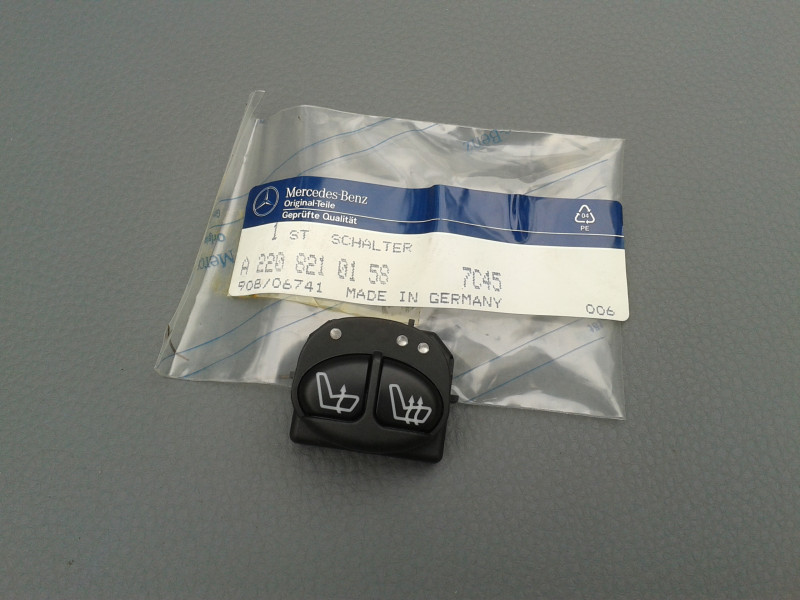 Mercedes-Benz
Original-Teile
Geprüfte Qualität
04
PE
1 ST SCHALTER
A 220 821 01 58 7C45
908/06741 MADE IN GERMANY 006